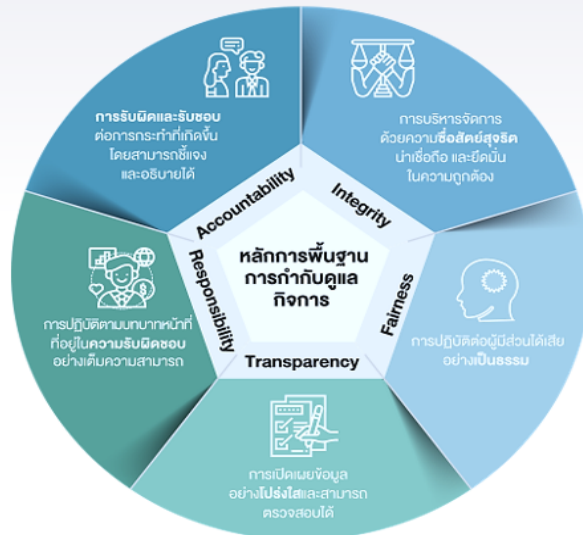 การรับผิดและรับชอบ
ต่อการกระทำที่เกิดขึ้น
โดยสามารถชี้แจง
และอธิบายได้
การบริหารจัดการ
ด้วยความซื่อสัตย์สุจริต
น่าเชื่อถือ และยึดมั่น
ในความถูกต้อง
Accountability
Integrity
หลักการพื้นฐาน
การกำกับดูแล
กิจการ
Responsibility
Fairness
Transparency
การปฏิบัติตามบทบาทหน้าที่
ที่อยู่ในความรับผิดชอบ
อย่างเต็มความสามารถ
การปฏิบัติต่อผู้มีส่วนได้เสีย
อย่างเป็นธรรม
การเปิดเผยข้อมูล
อย่างโปร่งใสและสามารถ
ตรวจสอบได้